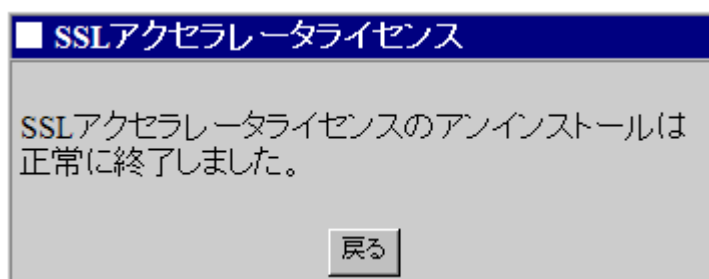 ■ SSLアクセラレータライセンス
SSLアクセラレータライセンスのアンインストールは
正常に終了しました。
戻る